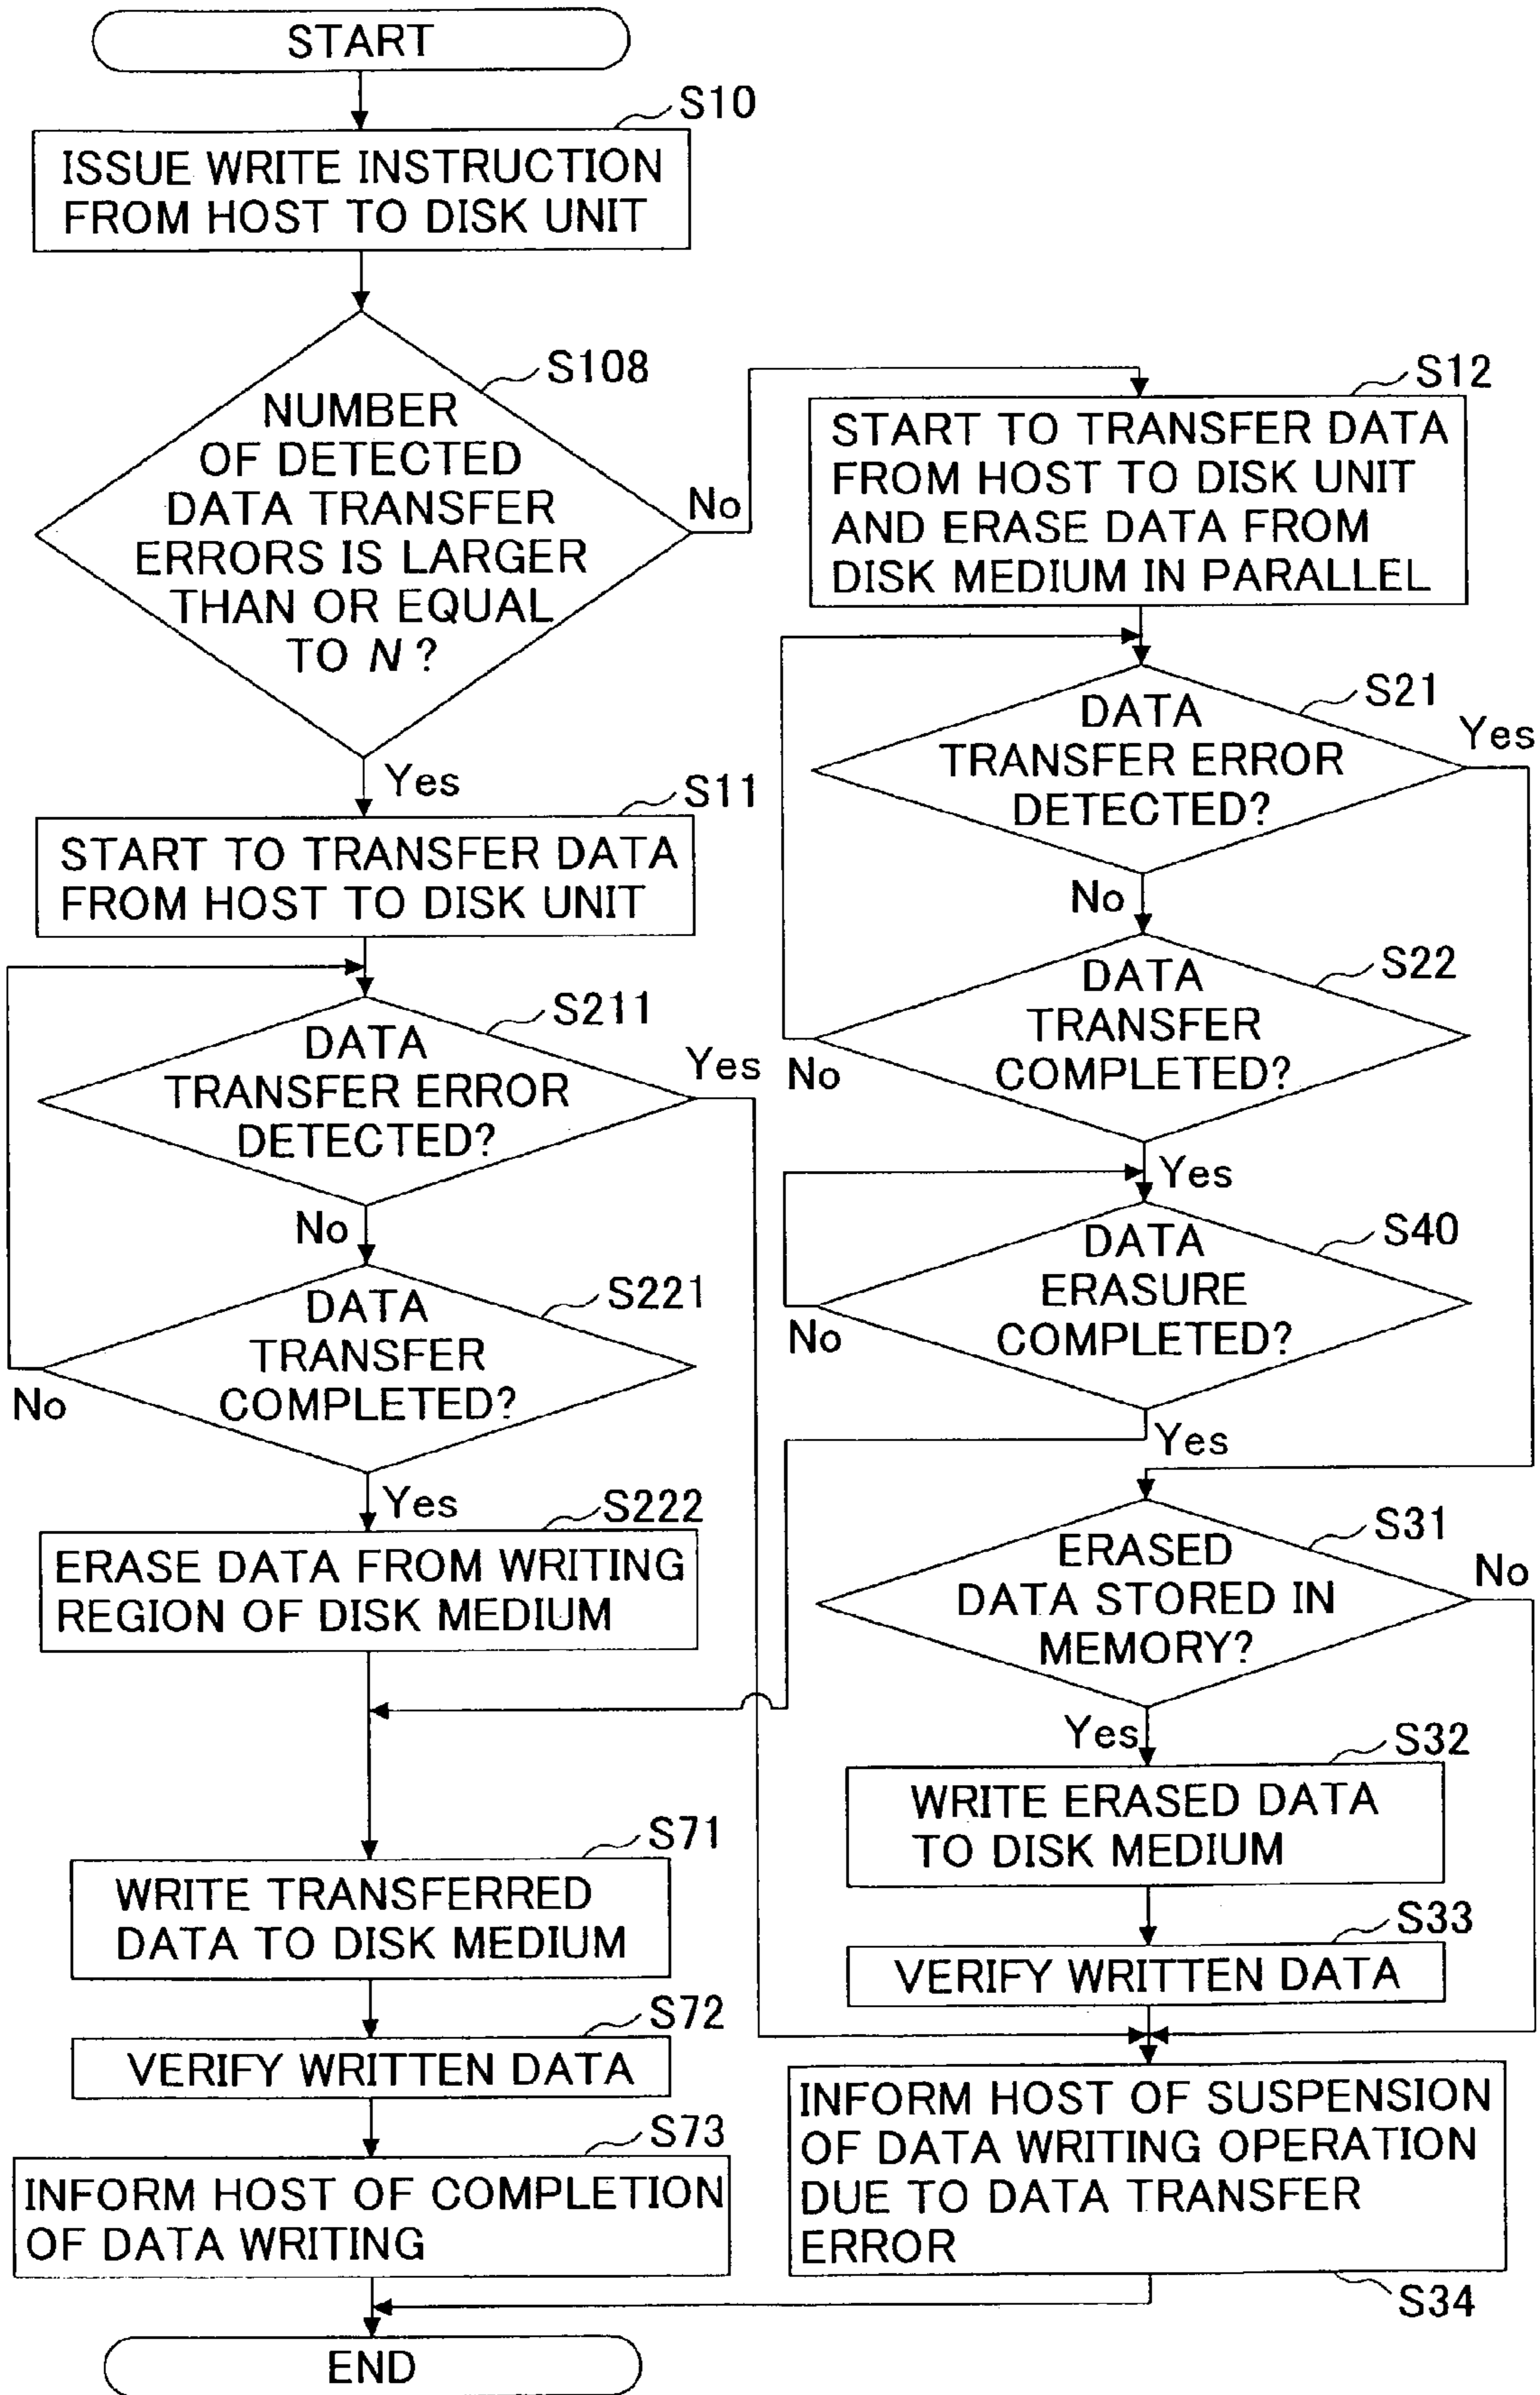 START
S10
ISSUE WRITE INSTRUCTION
FROM HOST TO DISK UNIT
S108
NUMBER
OF DETECTED
DATA TRANSFER
ERRORS IS LARGER
THAN OR EQUAL
TO N ?
No
Yes
S11
START TO TRANSFER DATA
FROM HOST TO DISK UNIT
S211
DATA
TRANSFER ERROR
DETECTED?
Yes
No
S221
DATA
TRANSFER
COMPLETED?
No
Yes
S222
ERASE DATA FROM WRITING
REGION OF DISK MEDIUM
S71
WRITE TRANSFERRED
DATA TO DISK MEDIUM
S72
VERIFY WRITTEN DATA
S73
INFORM HOST OF COMPLETION
OF DATA WRITING
END
S12
START TO TRANSFER DATA
FROM HOST TO DISK UNIT
AND ERASE DATA FROM
DISK MEDIUM IN PARALLEL
S21
DATA
TRANSFER ERROR
DETECTED?
Yes
No
S22
DATA
TRANSFER
COMPLETED?
No
Yes
S40
DATA
ERASURE
COMPLETED?
No
Yes
S31
ERASED
DATA STORED IN
MEMORY?
No
Yes
S32
WRITE ERASED DATA
TO DISK MEDIUM
S33
VERIFY WRITTEN DATA
INFORM HOST OF SUSPENSION
OF DATA WRITING OPERATION
DUE TO DATA TRANSFER
ERROR
S34